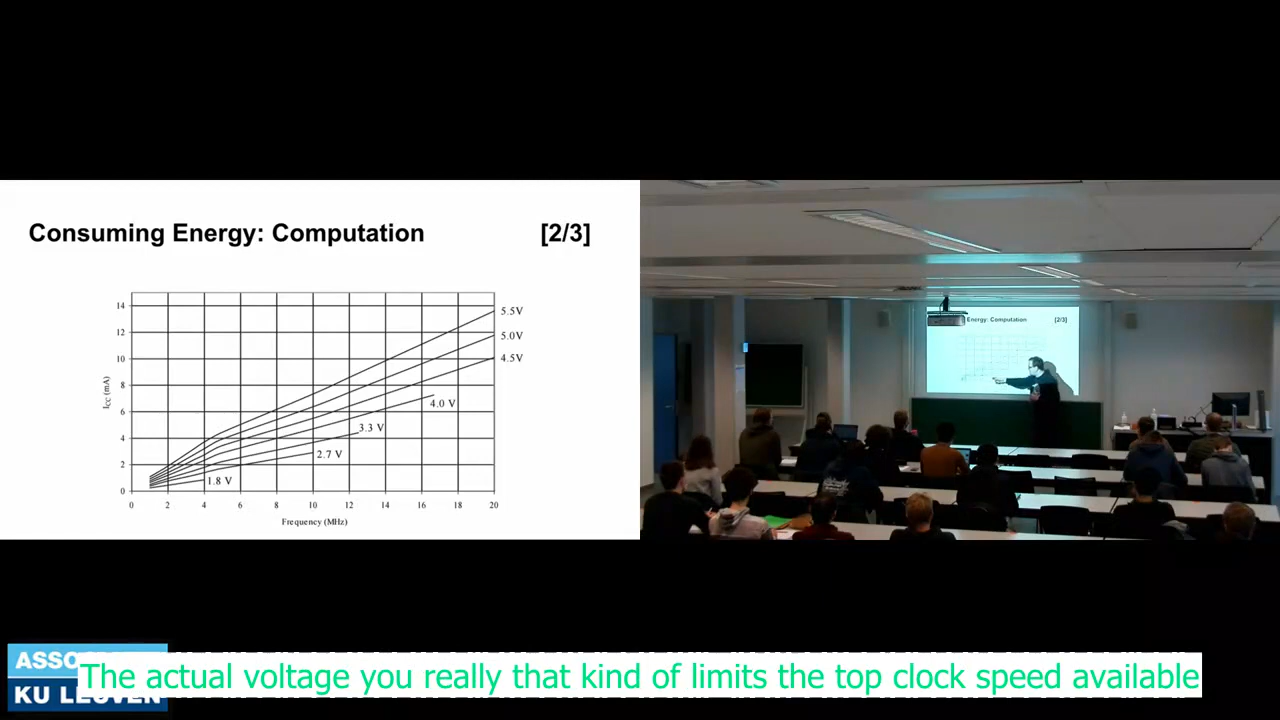 Consuming Energy: Computation [2/3]
14
12
10
8
6
4
2
0
ICC (mA)
5.5V
5.0V
4.5V
4.0 V
3.3 V
2.7 V
1.8 V
0 2 4 6 8 10 12 14 16 18 20
Frequency (MHz)
Energy: Computation [2/3]
ASSO
KU LEUVEN
The actual voltage you really that kind of limits the top clock speed available